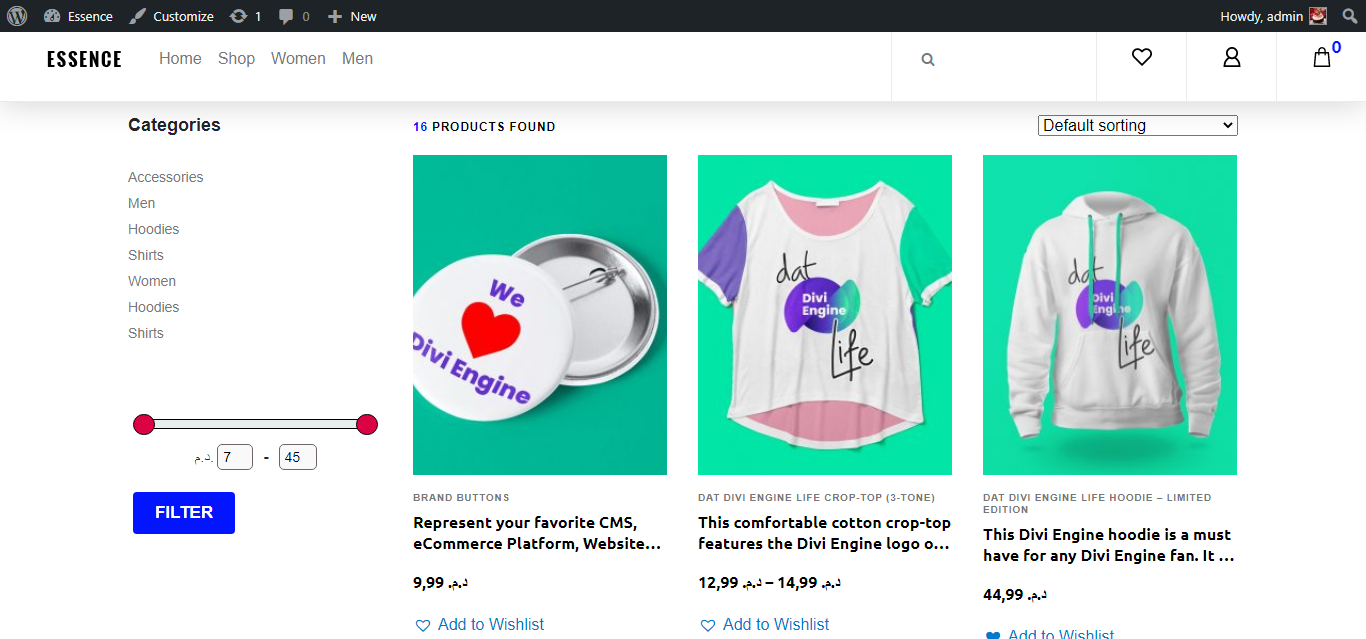 Essence Customize 1 0 New Howdy, admin
ESSENCE Home Shop Women Men 0
Categories
Accessories
Men
Hoodies
Shirts
Women
Hoodies
Shirts
د.م. 7 - 45
FILTER
16 PRODUCTS FOUND
Default sorting
We
Divi Engine
BRAND BUTTONS
Represent your favorite CMS,
eCommerce Platform, Website...
9,99 د.م.
Add to Wishlist
dat
Divi
Engine
Life
DAT DIVI ENGINE LIFE CROP-TOP (3-TONE)
This comfortable cotton crop-top
features the Divi Engine logo o...
12,99 د.م. – 14,99 د.م.
Add to Wishlist
dat
Divi
Engine
Life
DAT DIVI ENGINE LIFE HOODIE – LIMITED
EDITION
This Divi Engine hoodie is a must
have for any Divi Engine fan. It ...
44,99 د.م.
Add to Wishlist